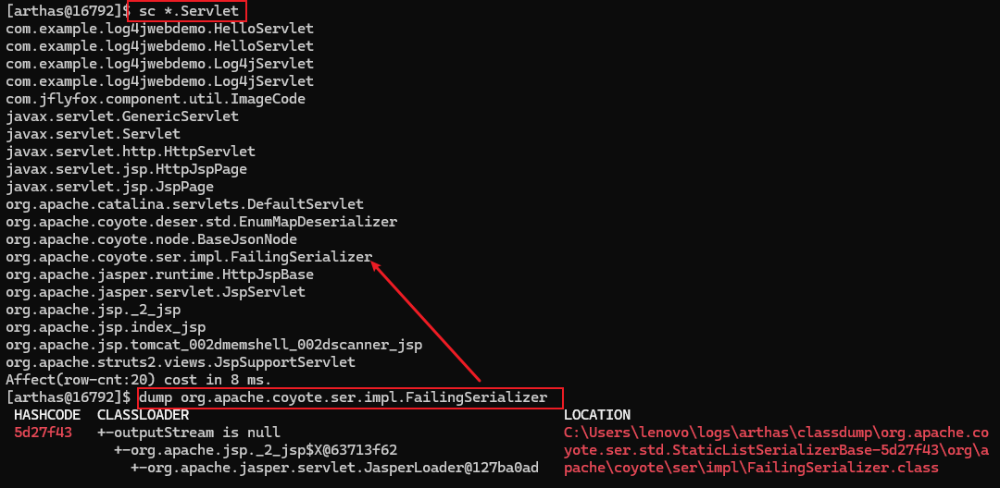 [arthas@16792]$ sc *.Servlet
com.example.log4jwebdemo.HelloServlet
com.example.log4jwebdemo.HelloServlet
com.example.log4jwebdemo.Log4jServlet
com.example.log4jwebdemo.Log4jServlet
com.jflyfox.component.util.ImageCode
javax.servlet.GenericServlet
javax.servlet.Servlet
javax.servlet.http.HttpServlet
javax.servlet.jsp.HttpJspPage
javax.servlet.jsp.JspPage
org.apache.catalina.servlets.DefaultServlet
org.apache.coyote.deser.std.EnumMapDeserializer
org.apache.coyote.node.BaseJsonNode
org.apache.coyote.ser.impl.FailingSerializer
org.apache.jasper.runtime.HttpJspBase
org.apache.jasper.servlet.JspServlet
org.apache.jsp._2_jsp
org.apache.jsp.index_jsp
org.apache.jsp.tomcat_002dmemshell_002dscanner_jsp
org.apache.struts2.views.JspSupportServlet
Affect(row-cnt:20) cost in 8 ms.
[arthas@16792]$ dump org.apache.coyote.ser.impl.FailingSerializer
HASHCODE CLASSLOADER LOCATION
5d27f43 +-outputStream is null C:\Users\lenovo\logs\arthas\classdump\org.apache.co
+-org.apache.jsp._2_jsp$X@63713f62 yote.ser.std.StaticListSerializerBase-5d27f43\org\a
+-org.apache.jasper.servlet.JasperLoader@127ba0ad pache\coyote\ser\impl\FailingSerializer.class